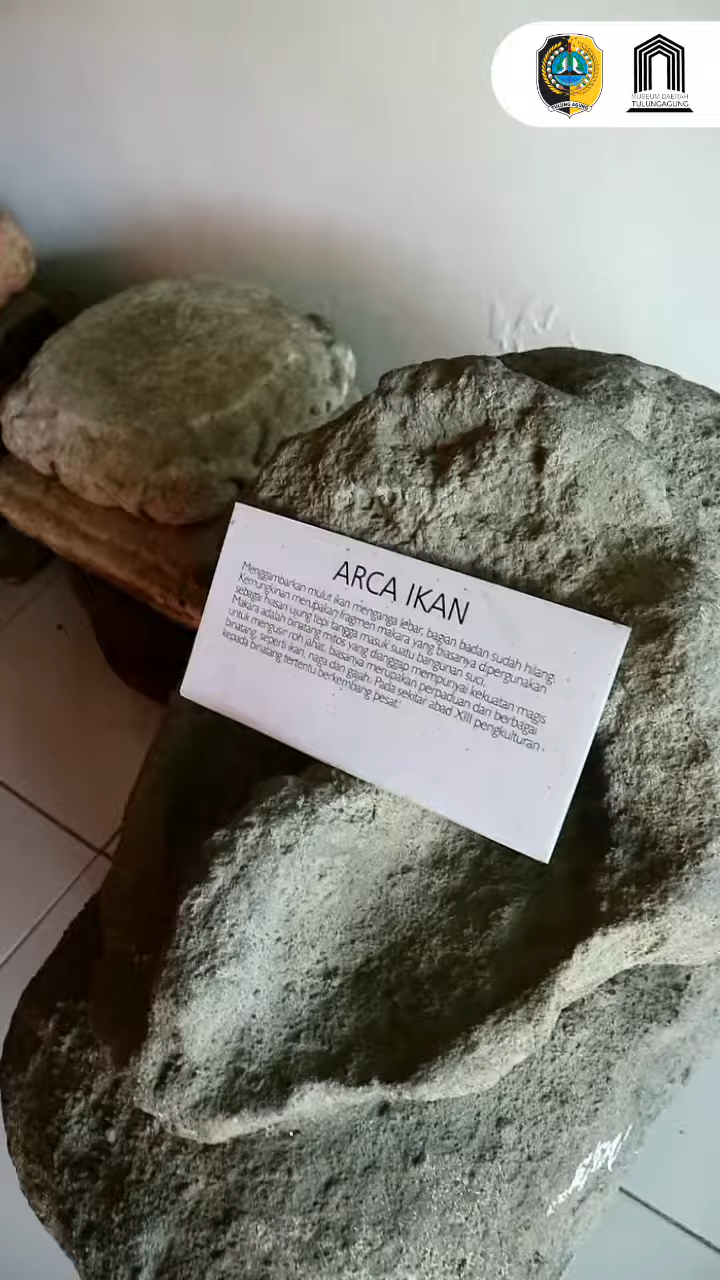 TULUNG AGUNG
MUSEUM DAERAH
TULUNGAGUNG
ARCA IKAN
Menggambarkan mulut ikan menganga lebar, bagian badan sudah hilang.
Kemungkinan merupakan fragmen makara yang biasanya dipergunakan
sebagai hiasan ujung tepi tangga masuk suatu bangunan suci.
Makara adalah binatang mitos yang dianggap mempunyai kekuatan magis
untuk mengusir roh jahat, biasanya merupakan perpaduan dari berbagai
binatang, seperti ikan, naga dan gajah. Pada sekitar abad XIII pengkulturan
kepada binatang tertentu berkembang pesat.